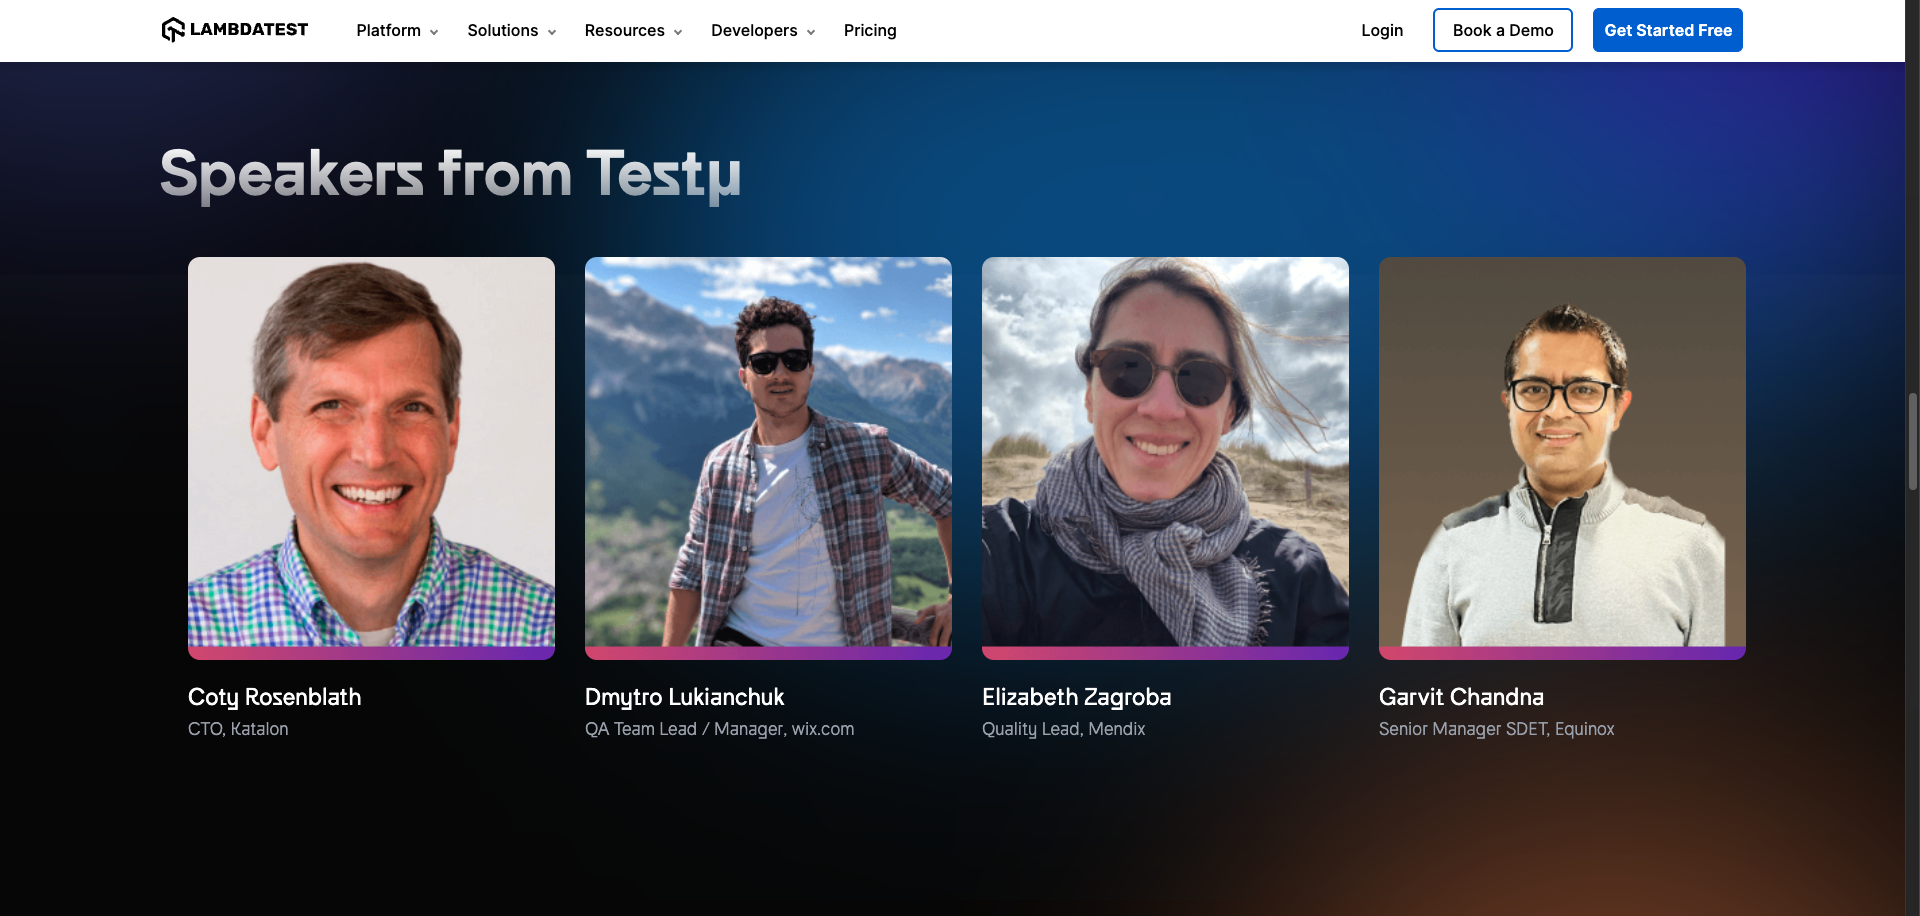 LAMBDATEST
Platform
Solutions
Resources
Developers
Pricing
Login
Book a Demo
Get Started Free
Speakers from Testµ
Coty Rosenblath
CTO, Katalon
Dmytro Lukianchuk
QA Team Lead / Manager, wix.com
Elizabeth Zagroba
Quality Lead, Mendix
Garvit Chandna
Senior Manager SDET, Equinox